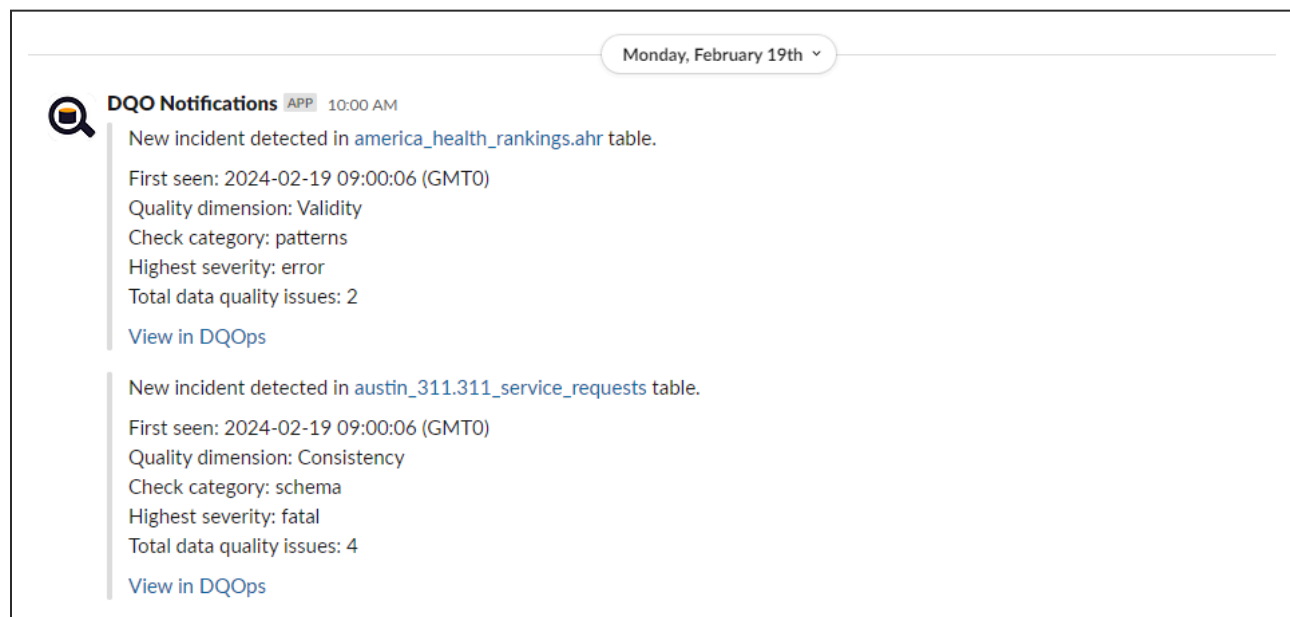 Monday, February 19th
DQO Notifications APP 10:00 AM
New incident detected in america_health_rankings.ahr table.
First seen: 2024-02-19 09:00:06 (GMT0)
Quality dimension: Validity
Check category: patterns
Highest severity: error
Total data quality issues: 2
View in DQOps
New incident detected in austin_311.311_service_requests table.
First seen: 2024-02-19 09:00:06 (GMT0)
Quality dimension: Consistency
Check category: schema
Highest severity: fatal
Total data quality issues: 4
View in DQOps